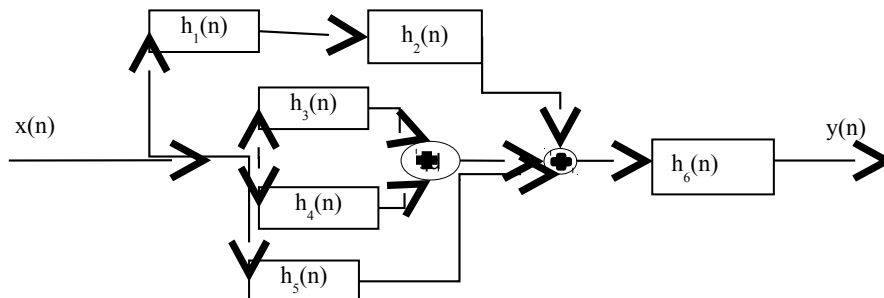 h₁(n)
h₂(n)
h₃(n)
x(n)
y(n)
h₆(n)
h₄(n)
h₅(n)